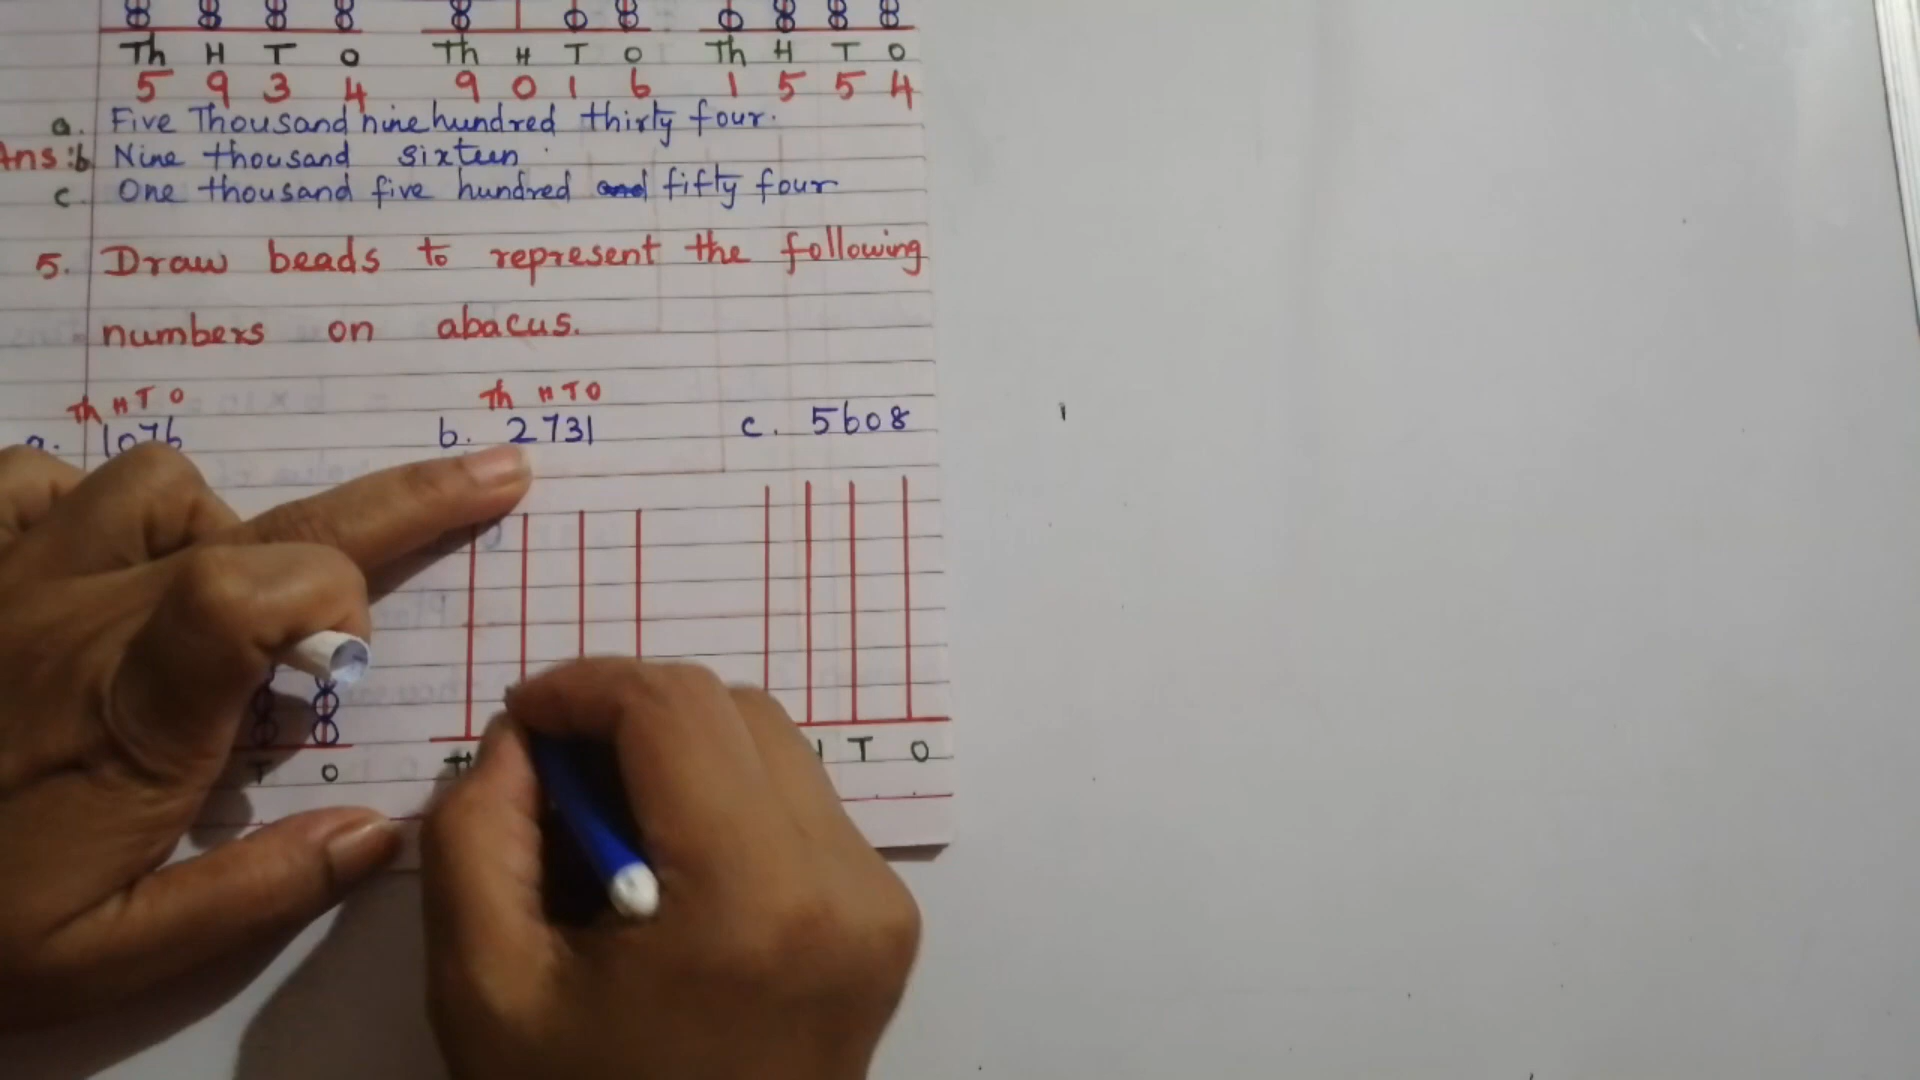 Th H T O Th H T O Th H T O
5 9 3 4 9 0 1 6 1 5 5 4
a. Five Thousand nine hundred thirty four.
Ans: b Nine thousand sixteen
c. One thousand five hundred and fifty four
5. Draw beads to represent the following
numbers on abacus.
Th H T O Th H T O
a. 1076 b. 2731 c. 5608
T O T O